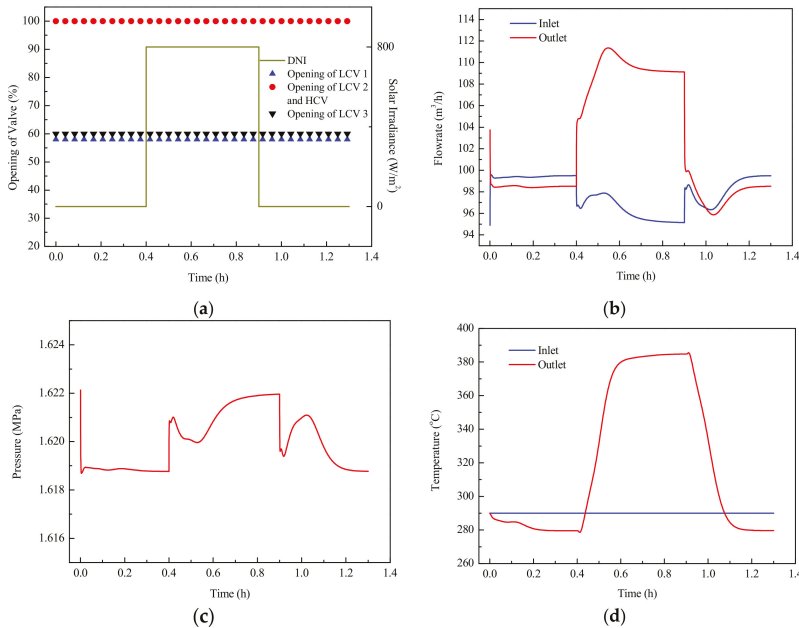 100
90
80
70
60
50
40
30
20
Opening of Valve (%)
800
0
Solar Irradiance (W/m²)
DNI
Opening of LCV 1
Opening of LCV 2
and HCV
Opening of LCV 3
0.0 0.2 0.4 0.6 0.8 1.0 1.2 1.4
Time (h)
(a)
114
112
110
108
106
104
102
100
98
96
94
Flowrate (m³/h)
Inlet
Outlet
0.0 0.2 0.4 0.6 0.8 1.0 1.2 1.4
Time (h)
(b)
1.624
1.622
1.620
1.618
1.616
Pressure (MPa)
0.0 0.2 0.4 0.6 0.8 1.0 1.2 1.4
Time (h)
(c)
400
380
360
340
320
300
280
260
Temperature (°C)
Inlet
Outlet
0.0 0.2 0.4 0.6 0.8 1.0 1.2 1.4
Time (h)
(d)